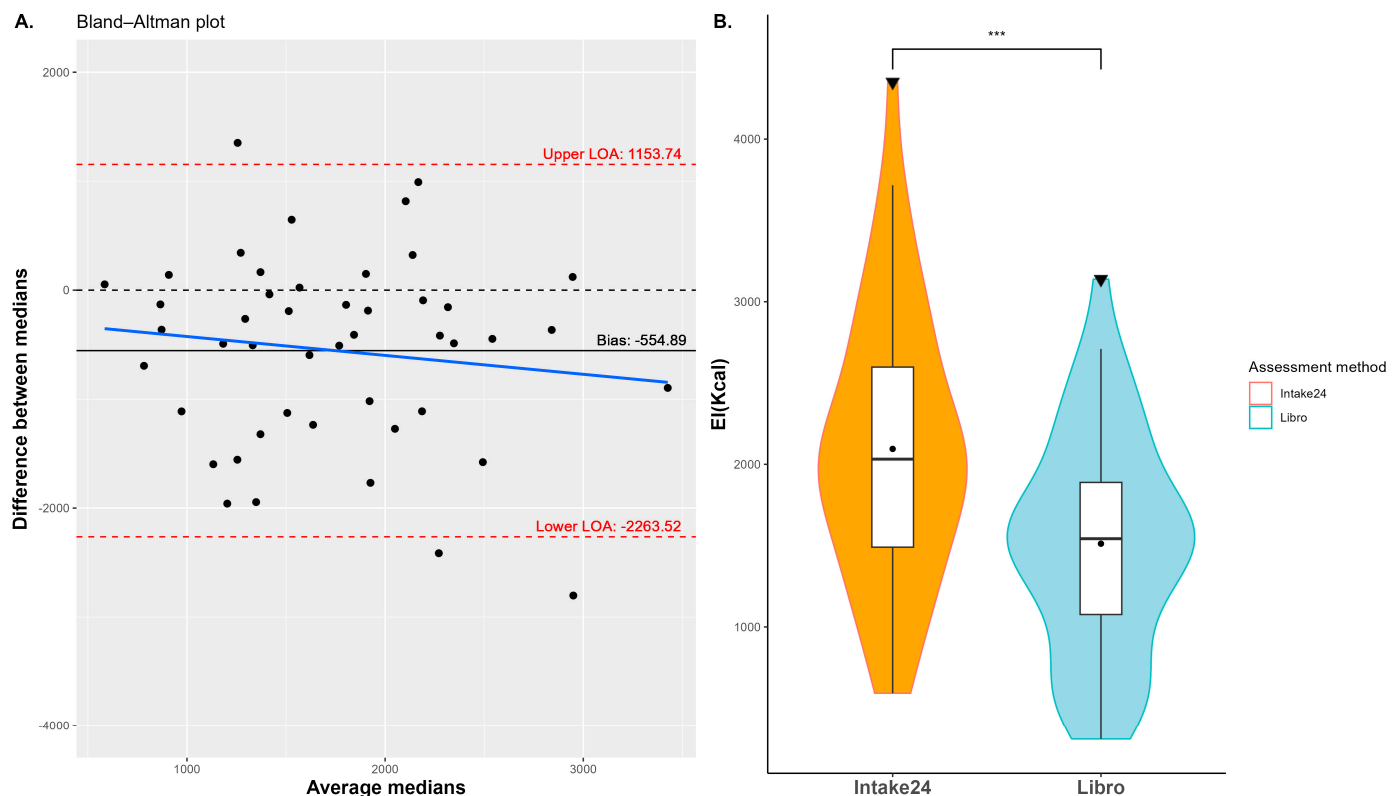 A.
Bland–Altman plot
Difference between medians
2000
0
-2000
-4000
Upper LOA: 1153.74
Bias: -554.89
Lower LOA: -2263.52
1000
2000
3000
Average medians
B.
***
EI(Kcal)
4000
3000
2000
1000
Intake24
Libro
Assessment method
Intake24
Libro